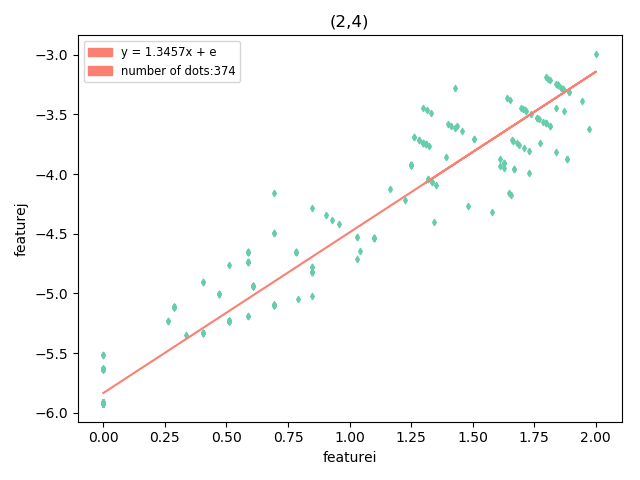 (2,4)
y = 1.3457x + e
number of dots:374
−3.0
−3.5
−4.0
−4.5
−5.0
−5.5
−6.0
featurej
0.00 0.25 0.50 0.75 1.00 1.25 1.50 1.75 2.00
featurei